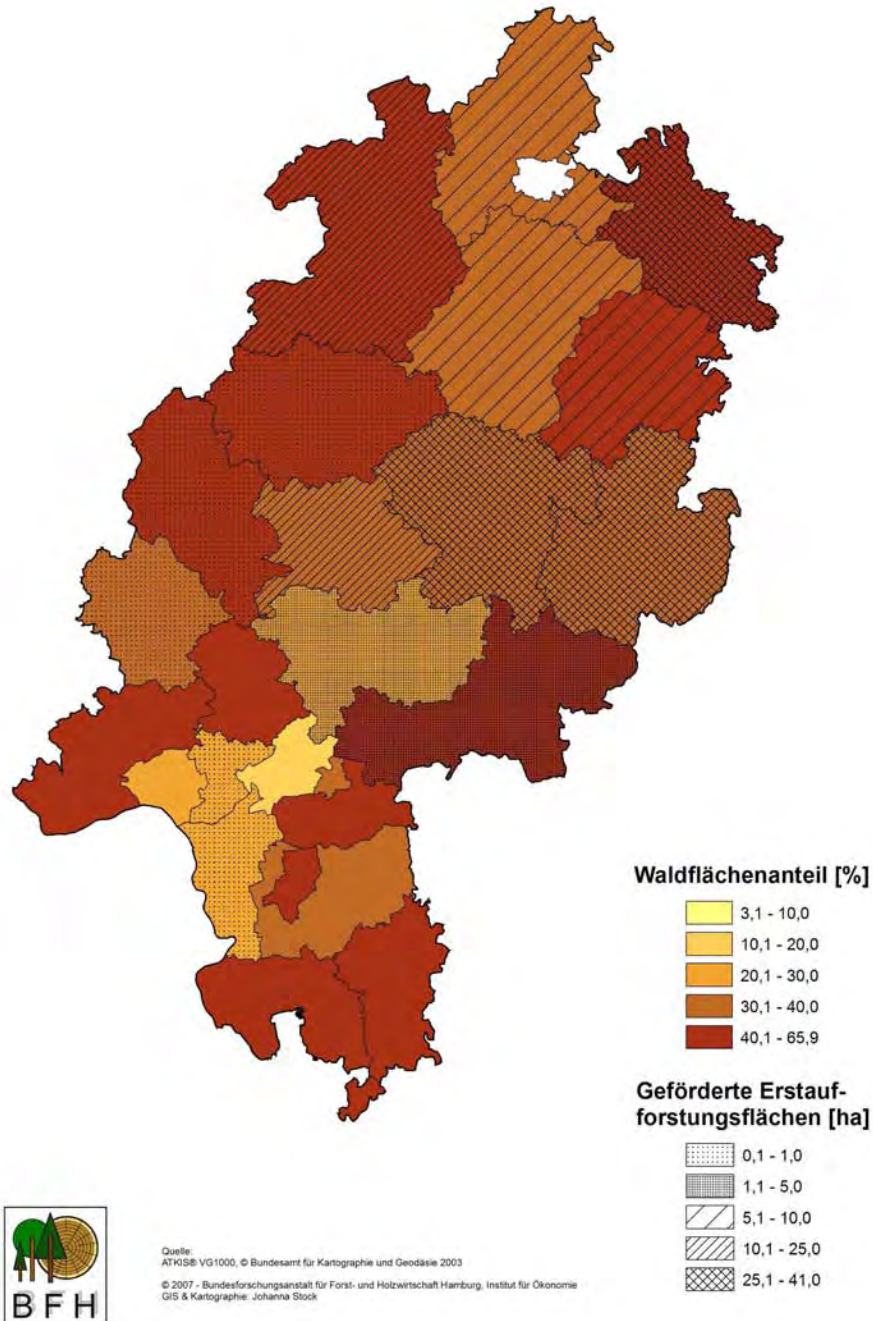 Waldflächenanteil [%]
3,1 - 10,0
10,1 - 20,0
20,1 - 30,0
30,1 - 40,0
40,1 - 65,9
Geförderte Erstauf-
forstungsflächen [ha]
0,1 - 1,0
1,1 - 5,0
5,1 - 10,0
10,1 - 25,0
25,1 - 41,0
BFH
Quelle:
ATKIS® VG1000, © Bundesamt für Kartographie und Geodäsie 2003
© 2007 - Bundesforschungsanstalt für Forst- und Holzwirtschaft Hamburg, Institut für Ökonomie
GIS & Kartographie: Johanna Stock